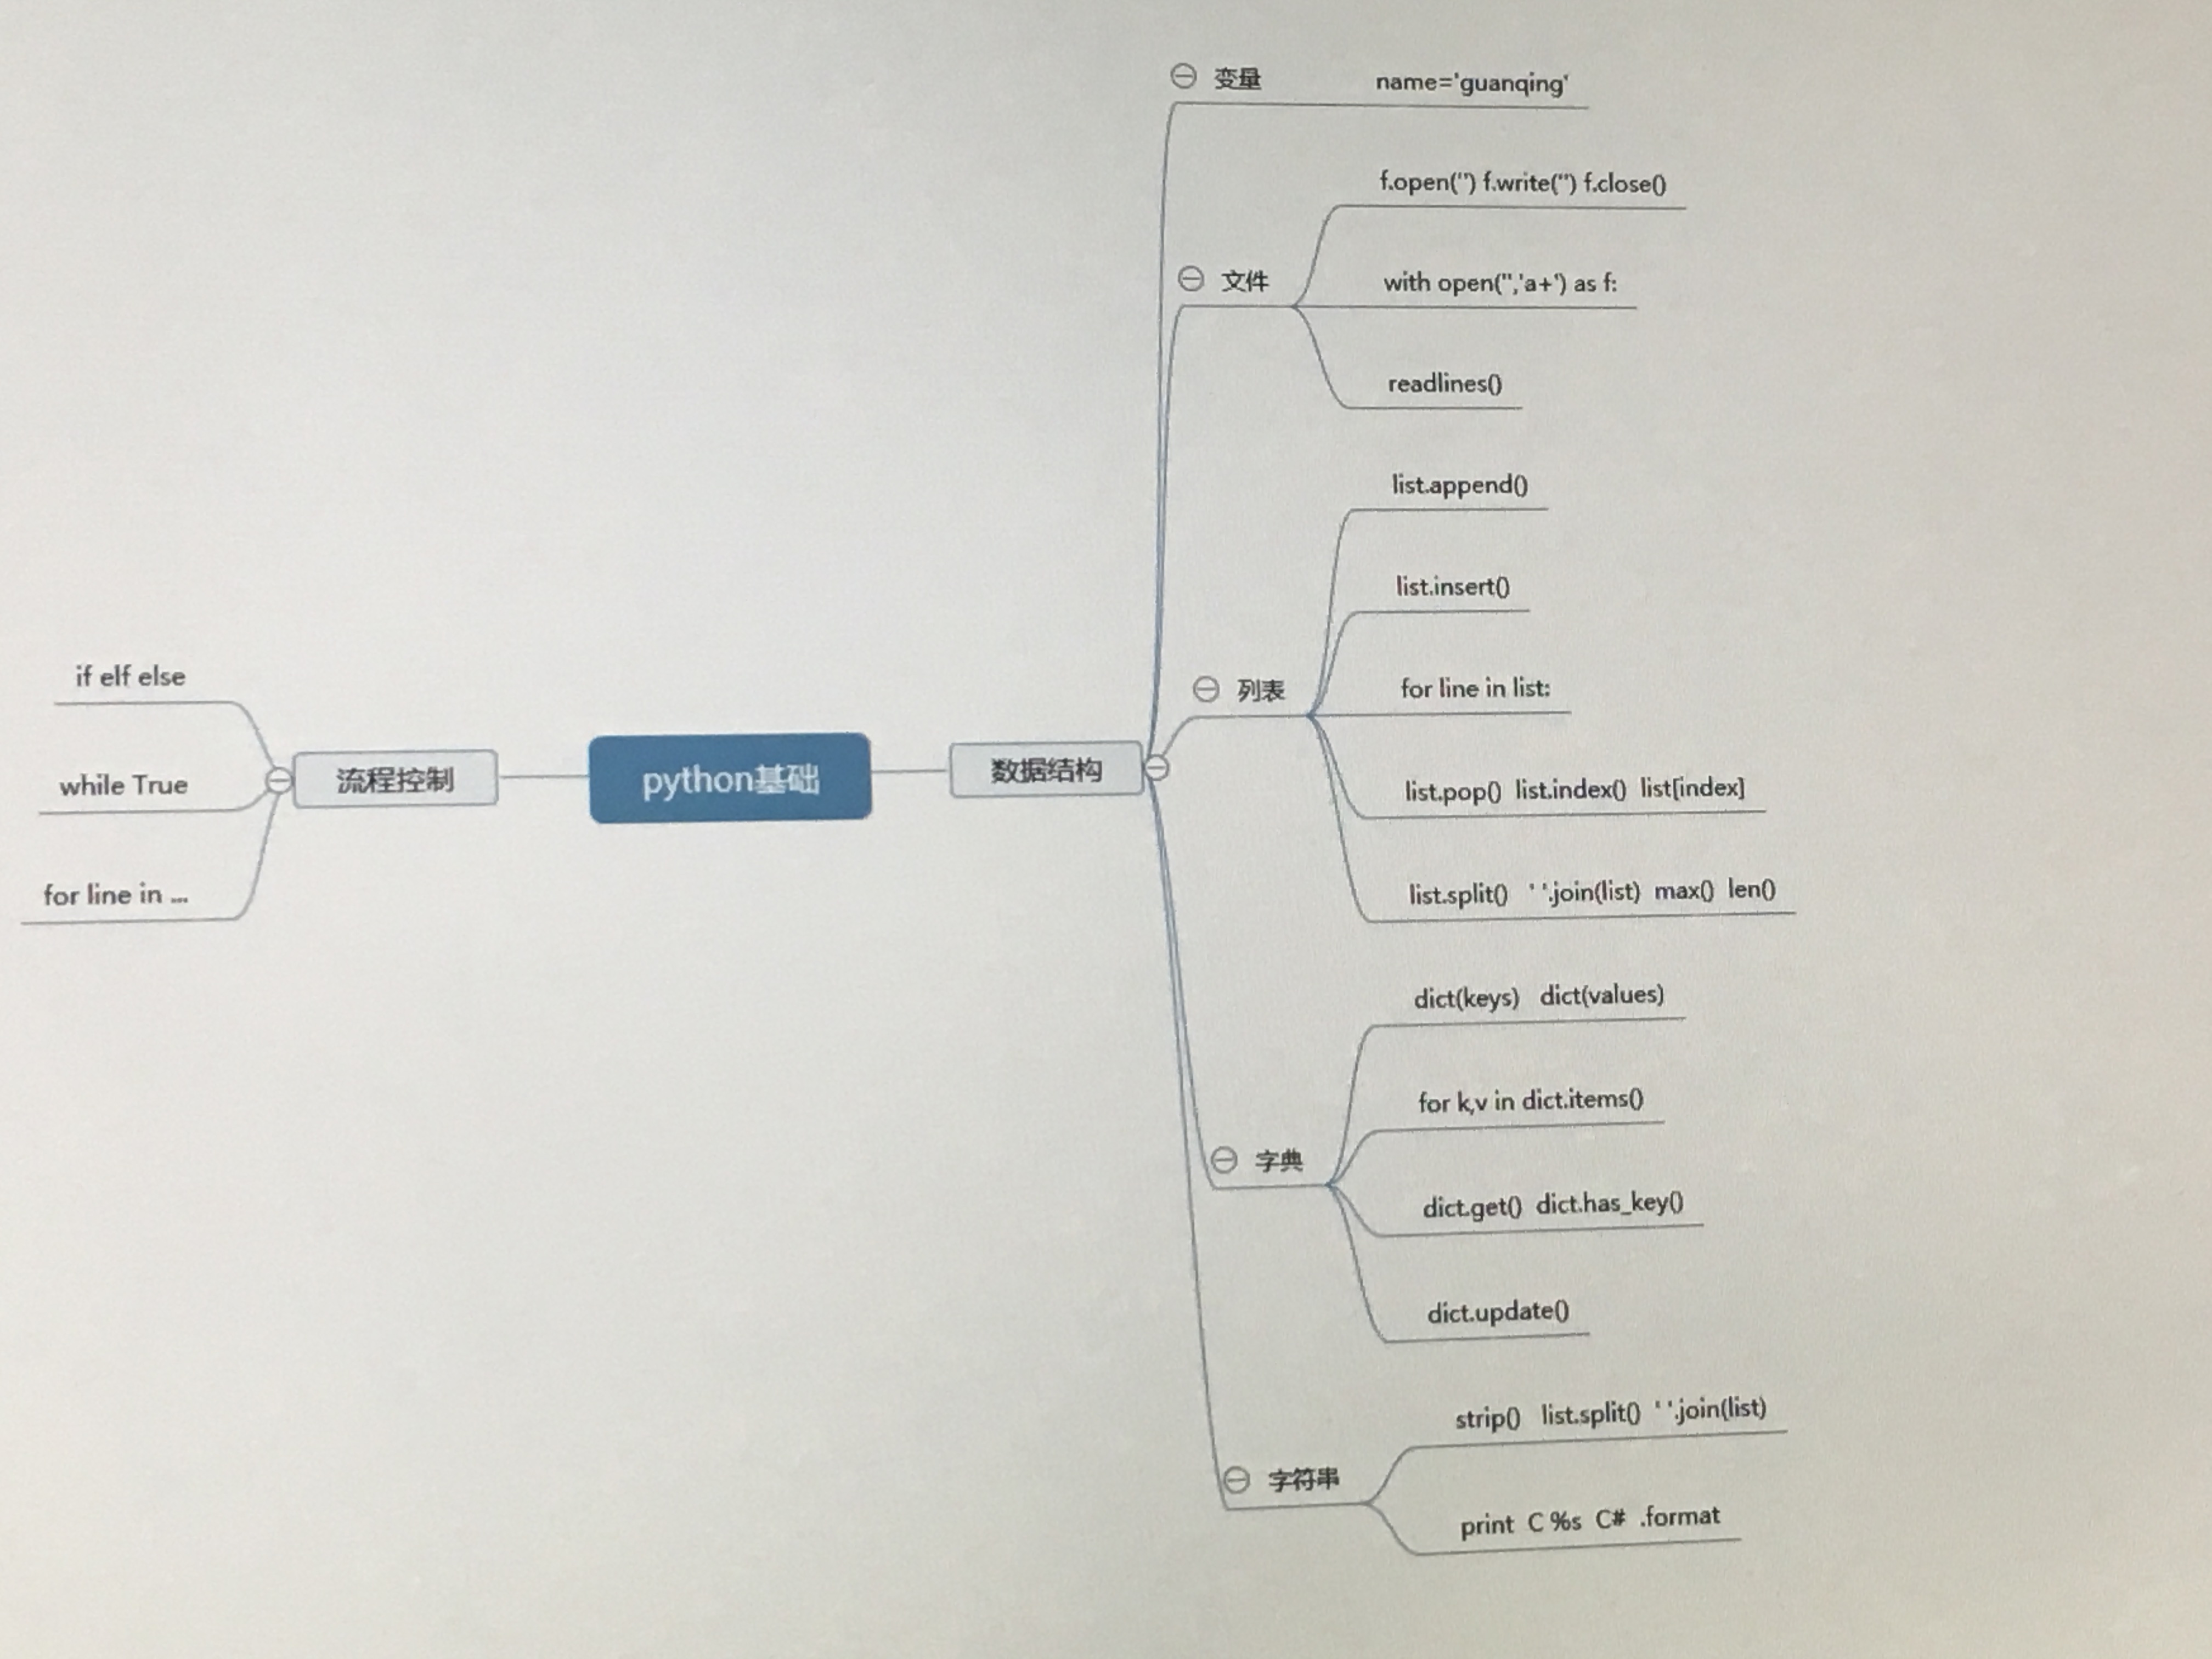 变量 name='guanqing'
文件
f.open('') f.write('') f.close()
with open('','a+') as f:
readlines()
列表
list.append()
list.insert()
for line in list:
list.pop() list.index() list[index]
list.split() ' '.join(list) max() len()
字典
dict(keys) dict(values)
for k,v in dict.items()
dict.get() dict.has_key()
dict.update()
字符串
strip() list.split() ' '.join(list)
print C %s C# .format
数据结构
python基础
流程控制
if elf else
while True
for line in ...